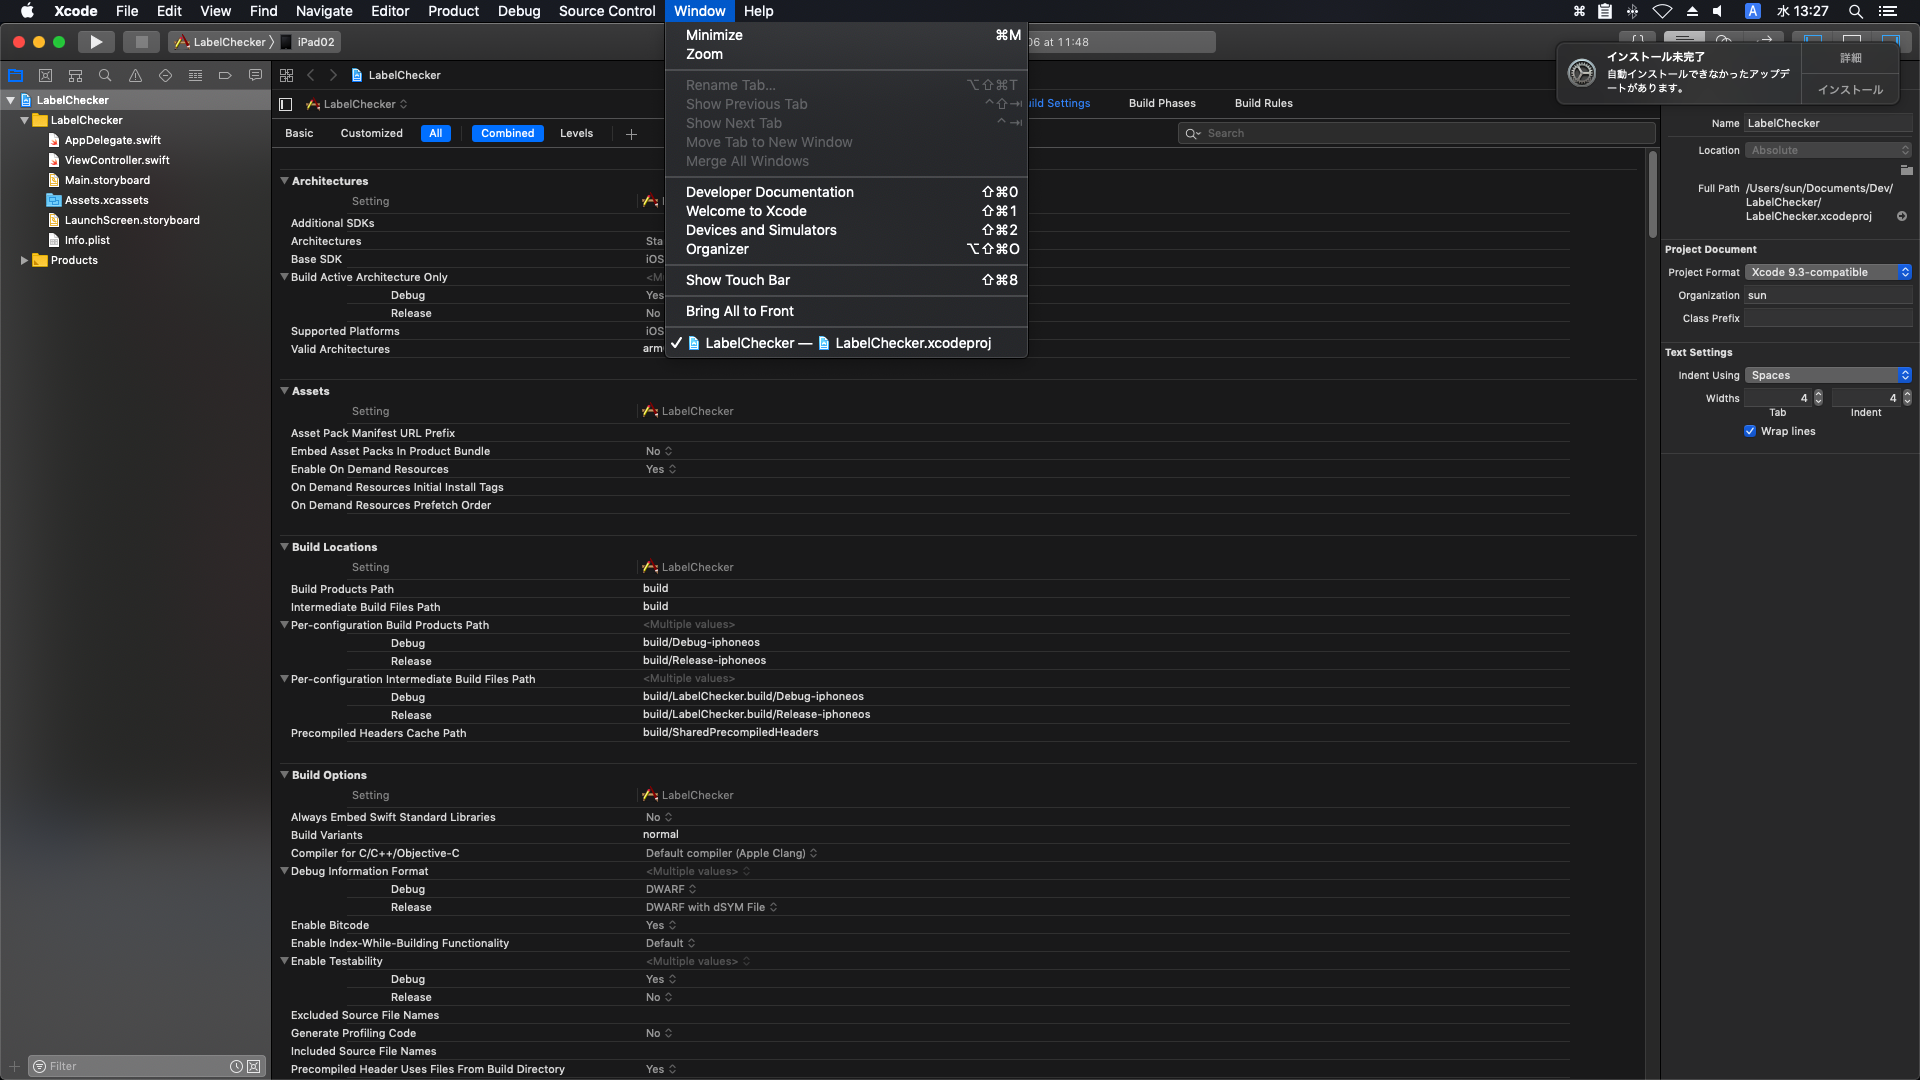 Xcode File Edit View Find Navigate Editor Product Debug Source Control Window Help
A 水 13:27
LabelChecker iPad02
at 11:48
インストール未完了
自動インストールできなかったアップデ
ートがあります。
詳細
インストール
LabelChecker
LabelChecker
AppDelegate.swift
ViewController.swift
Main.storyboard
Assets.xcassets
LaunchScreen.storyboard
Info.plist
Products
Filter
LabelChecker
LabelChecker
Settings Build Phases Build Rules
Basic Customized All Combined Levels
Search
Minimize ⌘M
Zoom
Rename Tab... ⌥⇧⌘T
Show Previous Tab ⌃⇧⇥
Show Next Tab ⌃⇥
Move Tab to New Window
Merge All Windows
Developer Documentation ⇧⌘0
Welcome to Xcode ⇧⌘1
Devices and Simulators ⇧⌘2
Organizer ⌥⇧⌘O
Show Touch Bar ⇧⌘8
Bring All to Front
✓ LabelChecker — LabelChecker.xcodeproj
Architectures
Setting
Additional SDKs
Architectures Sta
Base SDK iOS
Build Active Architecture Only <M
Debug Yes
Release No
Supported Platforms iOS
Valid Architectures arm
Assets
Setting LabelChecker
Asset Pack Manifest URL Prefix
Embed Asset Packs In Product Bundle No
Enable On Demand Resources Yes
On Demand Resources Initial Install Tags
On Demand Resources Prefetch Order
Build Locations
Setting LabelChecker
Build Products Path build
Intermediate Build Files Path build
Per-configuration Build Products Path <Multiple values>
Debug build/Debug-iphoneos
Release build/Release-iphoneos
Per-configuration Intermediate Build Files Path <Multiple values>
Debug build/LabelChecker.build/Debug-iphoneos
Release build/LabelChecker.build/Release-iphoneos
Precompiled Headers Cache Path build/SharedPrecompiledHeaders
Build Options
Setting LabelChecker
Always Embed Swift Standard Libraries No
Build Variants normal
Compiler for C/C++/Objective-C Default compiler (Apple Clang)
Debug Information Format <Multiple values>
Debug DWARF
Release DWARF with dSYM File
Enable Bitcode Yes
Enable Index-While-Building Functionality Default
Enable Testability <Multiple values>
Debug Yes
Release No
Excluded Source File Names
Generate Profiling Code No
Included Source File Names
Precompiled Header Uses Files From Build Directory Yes
Name LabelChecker
Location Absolute
Full Path /Users/sun/Documents/Dev/
LabelChecker/
LabelChecker.xcodeproj
Project Document
Project Format Xcode 9.3-compatible
Organization sun
Class Prefix
Text Settings
Indent Using Spaces
Widths 4 4
Tab Indent
Wrap lines